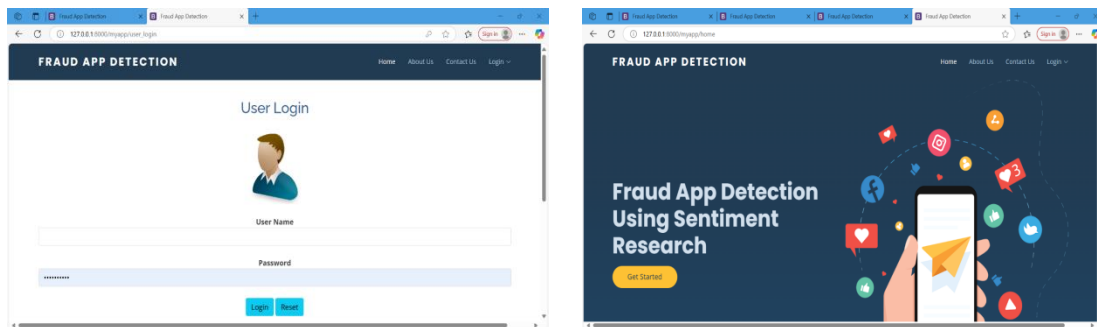 Fraud App Detection
Fraud App Detection
127.0.0.1:8000/myapp/user_login
Sign in
FRAUD APP DETECTION
Home About Us Contact Us Login
User Login
User Name
Password
Login Reset
Fraud App Detection
Fraud App Detection
Fraud App Detection
Fraud App Detection
127.0.0.1:8000/myapp/home
Sign in
FRAUD APP DETECTION
Home About Us Contact Us Login
3
Fraud App Detection
Using Sentiment
Research
Get Started